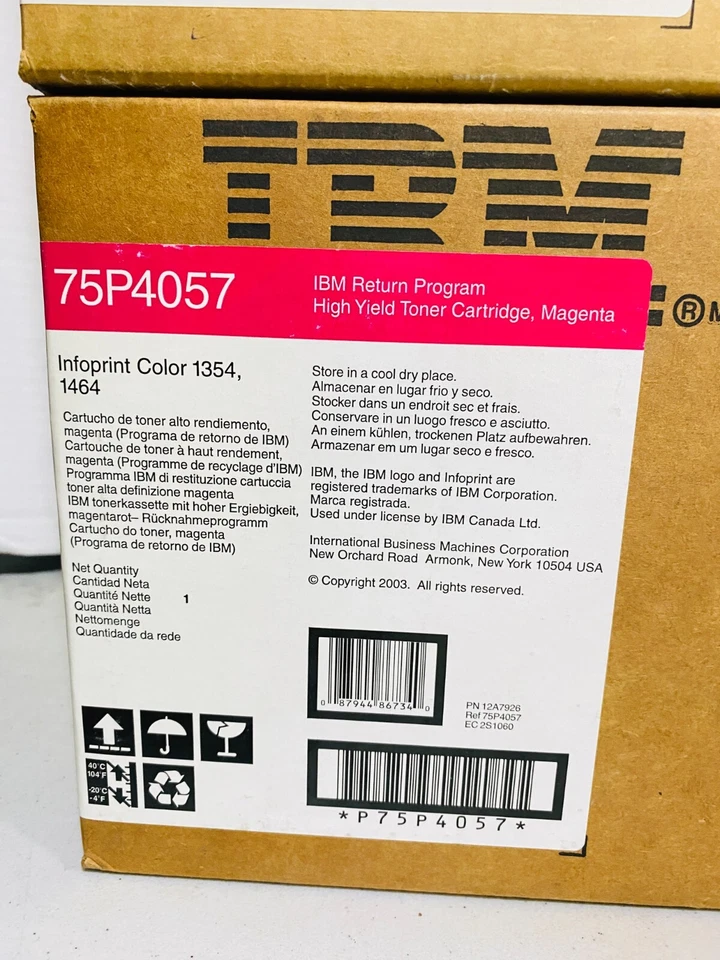 IBM
® M
75P4057
IBM Return Program
High Yield Toner Cartridge, Magenta
Infoprint Color 1354,
1464
Cartucho de toner alto rendiemento,
magenta (Programa de retorno de IBM)
Cartouche de toner à haut rendement,
magenta (Programme de recyclage d'IBM)
Programma IBM di restituzione cartuccia
toner alta definizione magenta
IBM tonerkassette mit hoher Ergiebigkeit,
magentarot– Rücknahmeprogramm
Cartucho do toner, magenta
(Programa de retorno de IBM)
Net Quantity
Cantidad Neta
Quantité Nette 1
Quantità Netta
Nettomenge
Quantidade da rede
Store in a cool dry place.
Almacenar en lugar frio y seco.
Stocker dans un endroit sec et frais.
Conservare in un luogo fresco e asciutto.
An einem kühlen, trockenen Platz aufbewahren.
Armazenar em um lugar seco e fresco.
IBM, the IBM logo and Infoprint are
registered trademarks of IBM Corporation.
Marca registrada.
Used under license by IBM Canada Ltd.
International Business Machines Corporation
New Orchard Road Armonk, New York 10504 USA
© Copyright 2003. All rights reserved.
0 87944 86734 0
PN 12A7926
Ref 75P4057
EC 2S1060
40°C
104°F
-20°C
-4°F
*P75P4057*